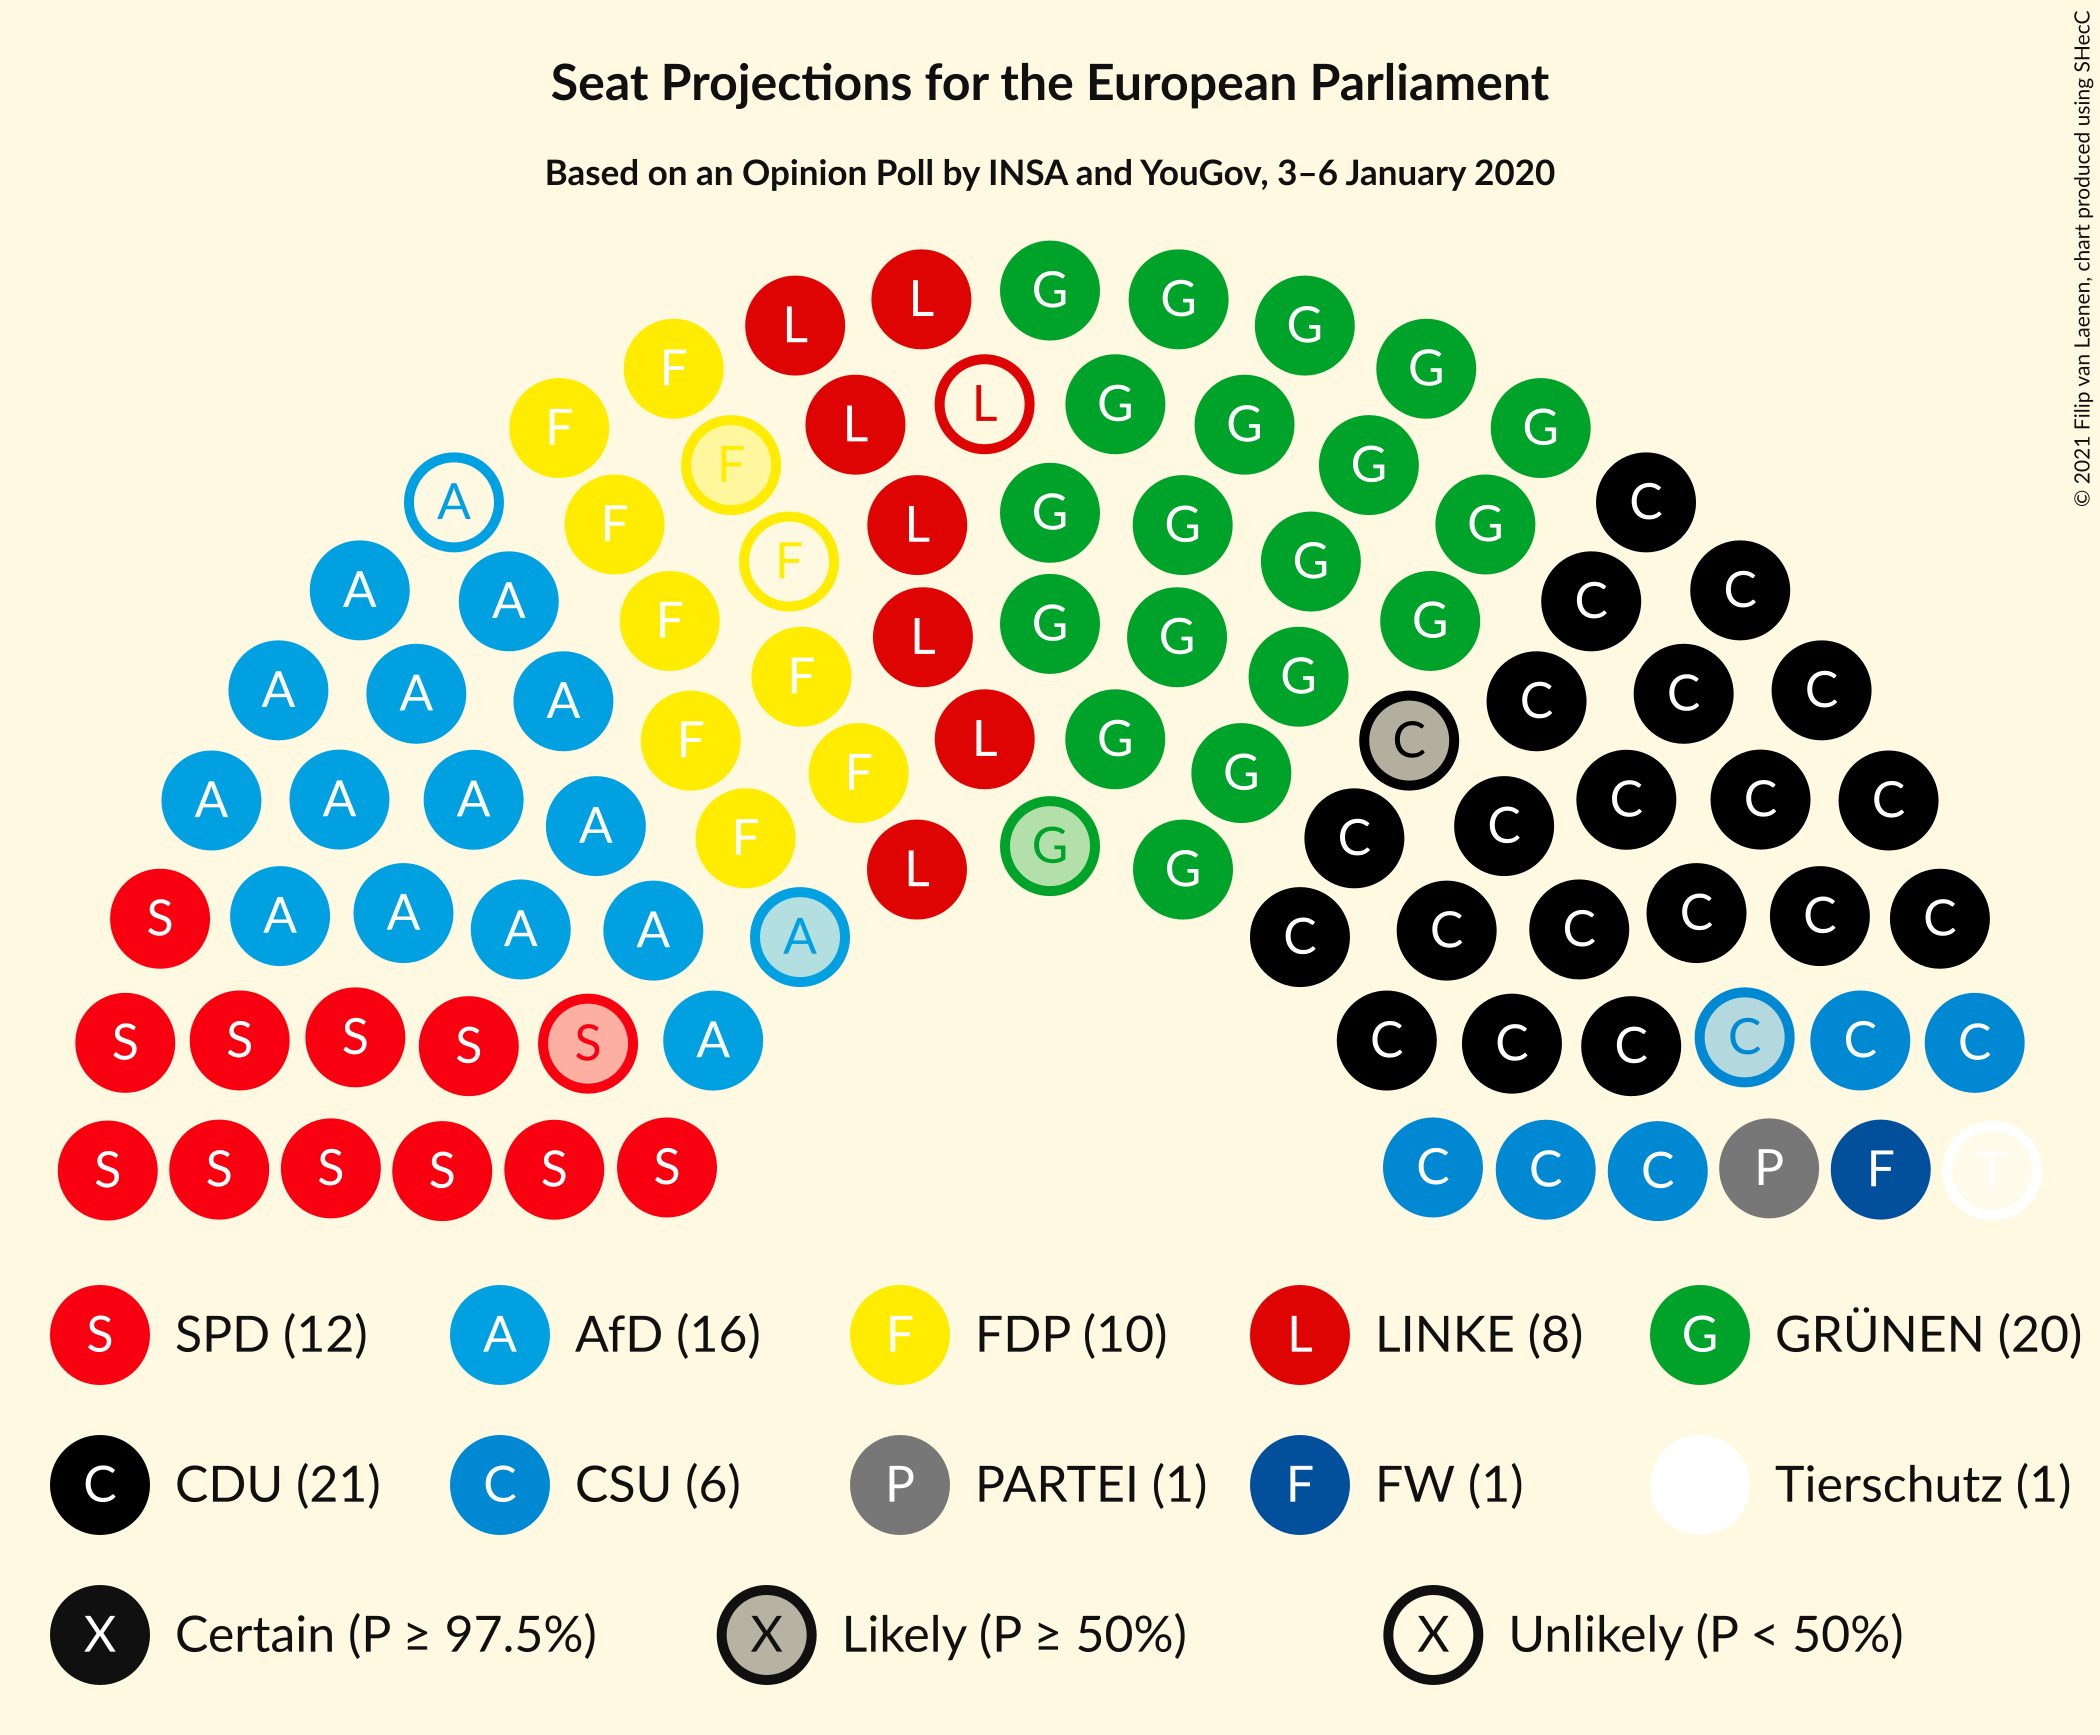 Seat Projections for the European Parliament
Based on an Opinion Poll by INSA and YouGov, 3–6 January 2020
© 2021 Filip van Laenen, chart produced using SHecC
G
L G
L G
L G
F L G G
L G
F F G
A F G C
F L G G
F G
A A F L G G C C
A A A F F L G G G C C C C
F L G C
A A A A F F G C C C C C
F L G G C
S A A A A A C C C C C C
S S S S S A C C C C C C
S S S S S S C C C P F T
S SPD (12) A AfD (16) F FDP (10) L LINKE (8) G GRÜNEN (20)
C CDU (21) C CSU (6) P PARTEI (1) F FW (1) Tierschutz (1)
X Certain (P ≥ 97.5%) X Likely (P ≥ 50%) X Unlikely (P < 50%)